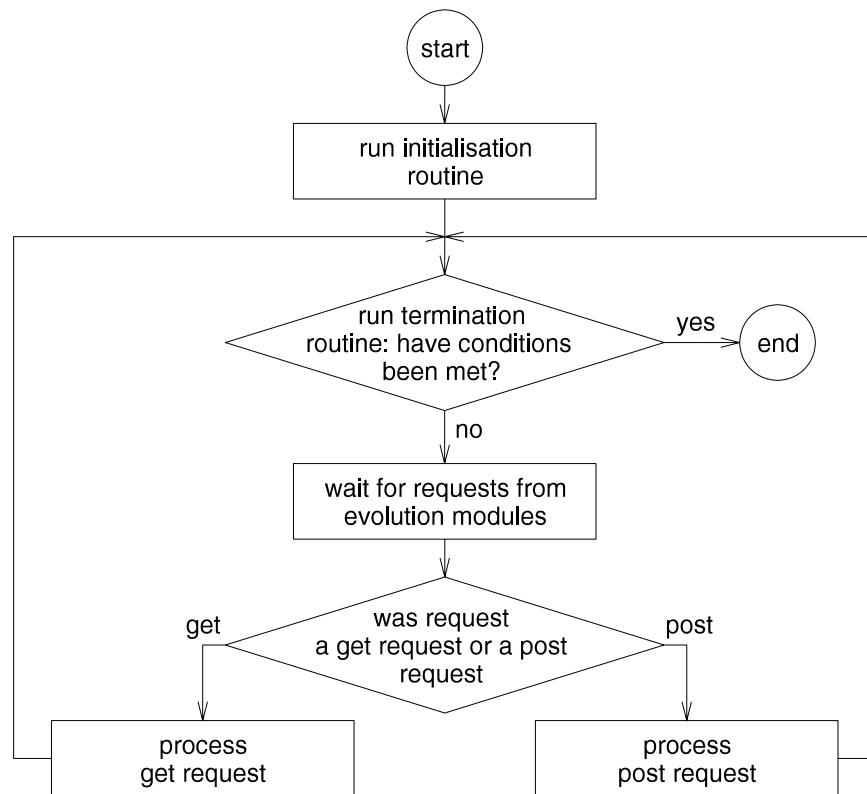 start
run initialisation
routine
run termination
routine: have conditions
been met?
yes
end
no
wait for requests from
evolution modules
get
was request
a get request or a post
request
post
process
get request
process
post request